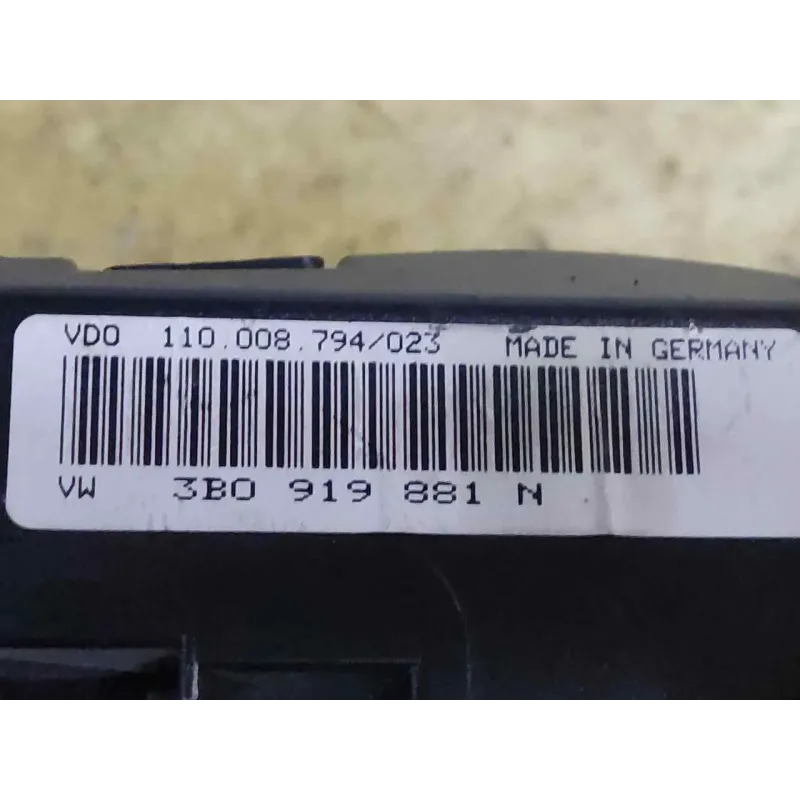 VDO 110.008.794/023 MADE IN GERMANY
VW 3B0 919 881 N